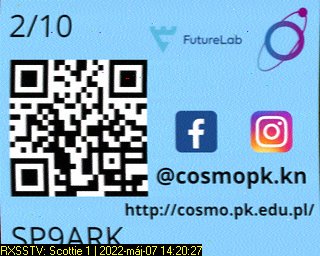 2/10
FutureLab
@cosmopk.kn
http://cosmo.pk.edu.pl/
SP9ARK
RXSSTV: Scottie 1 | 2022-máj-07 14:20:27